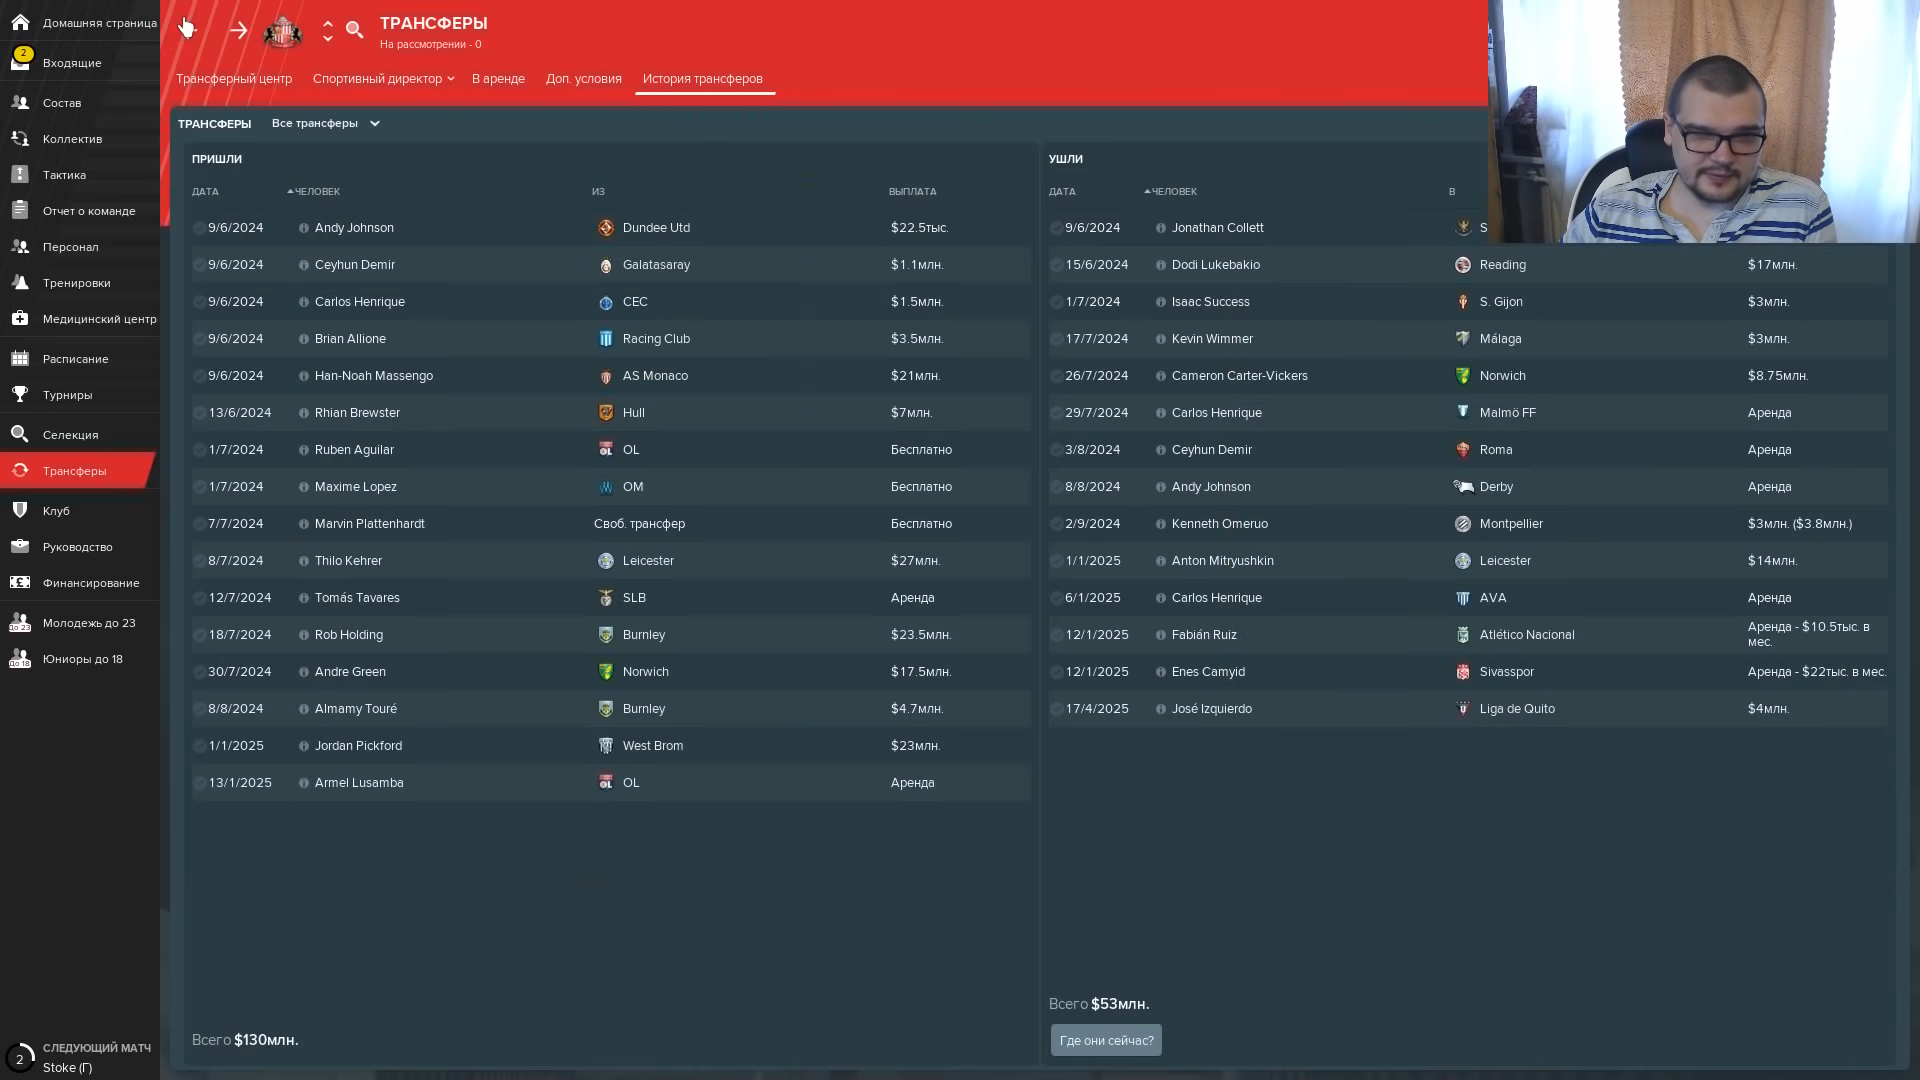 Домашняя страница
2
Входящие
Состав
Коллектив
Тактика
Отчет о команде
Персонал
Тренировки
Медицинский центр
Расписание
Турниры
Селекция
Трансферы
Клуб
Руководство
Финансирование
До 23 Молодежь до 23
До 18 Юниоры до 18
2
СЛЕДУЮЩИЙ МАТЧ
Stoke (Г)
ТРАНСФЕРЫ
На рассмотрении - 0
Трансферный центр Спортивный директор В аренде Доп. условия История трансферов
ТРАНСФЕРЫ Все трансферы
ПРИШЛИ
ДАТА ЧЕЛОВЕК ИЗ ВЫПЛАТА
9/6/2024 Andy Johnson Dundee Utd $22.5тыс.
9/6/2024 Ceyhun Demir Galatasaray $1.1млн.
9/6/2024 Carlos Henrique CEC $1.5млн.
9/6/2024 Brian Allione Racing Club $3.5млн.
9/6/2024 Han-Noah Massengo AS Monaco $21млн.
13/6/2024 Rhian Brewster Hull $7млн.
1/7/2024 Ruben Aguilar OL Бесплатно
1/7/2024 Maxime Lopez OM Бесплатно
7/7/2024 Marvin Plattenhardt Своб. трансфер Бесплатно
8/7/2024 Thilo Kehrer Leicester $27млн.
12/7/2024 Tomás Tavares SLB Аренда
18/7/2024 Rob Holding Burnley $23.5млн.
30/7/2024 Andre Green Norwich $17.5млн.
8/8/2024 Almamy Touré Burnley $4.7млн.
1/1/2025 Jordan Pickford West Brom $23млн.
13/1/2025 Armel Lusamba OL Аренда
Всего $130млн.
УШЛИ
ДАТА ЧЕЛОВЕК В
9/6/2024 Jonathan Collett S
15/6/2024 Dodi Lukebakio Reading $17млн.
1/7/2024 Isaac Success S. Gijon $3млн.
17/7/2024 Kevin Wimmer Málaga $3млн.
26/7/2024 Cameron Carter-Vickers Norwich $8.75млн.
29/7/2024 Carlos Henrique Malmö FF Аренда
3/8/2024 Ceyhun Demir Roma Аренда
8/8/2024 Andy Johnson Derby Аренда
2/9/2024 Kenneth Omeruo Montpellier $3млн. ($3.8млн.)
1/1/2025 Anton Mitryushkin Leicester $14млн.
6/1/2025 Carlos Henrique AVA Аренда
12/1/2025 Fabián Ruiz Atlético Nacional Аренда - $10.5тыс. в
мес.
12/1/2025 Enes Camyid Sivasspor Аренда - $22тыс. в мес.
17/4/2025 José Izquierdo Liga de Quito $4млн.
Всего $53млн.
Где они сейчас?